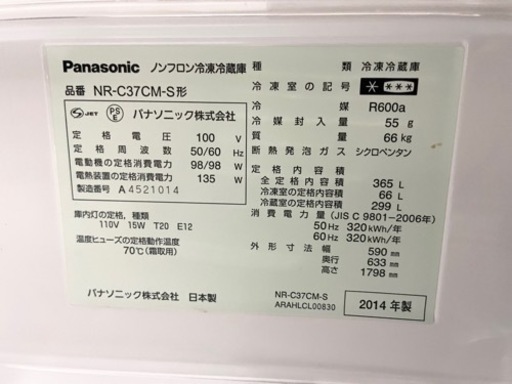 Panasonic ノンフロン冷凍冷蔵庫
品番 NR-C37CM-S形
S JET PS E パナソニック株式会社
定格電圧 100 V
定格周波数 50/60 Hz
電動機の定格消費電力 98/98 W
電熱装置の定格消費電力 135 W
製造番号 A4521014
庫内灯の定格, 種類
110V 15W T20 E12
温度ヒューズの定格動作温度
70℃(霜取用)
パナソニック株式会社 日本製
種類 冷凍冷蔵庫
冷凍室の記号 * ***
冷媒 R600a
冷媒封入量 55 g
質量 66 kg
断熱発泡ガス シクロペンタン
定格内容積
全定格内容積 365 L
冷凍室の定格内容積 66 L
冷蔵室の定格内容積 299 L
消費電力量(JIS C 9801-2006年)
50 Hz 320 kWh/年
60 Hz 320 kWh/年
外形寸法 幅 590 mm
奥行 633 mm
高さ 1798 mm
NR-C37CM-S
ARAHLCL00830
2014年製